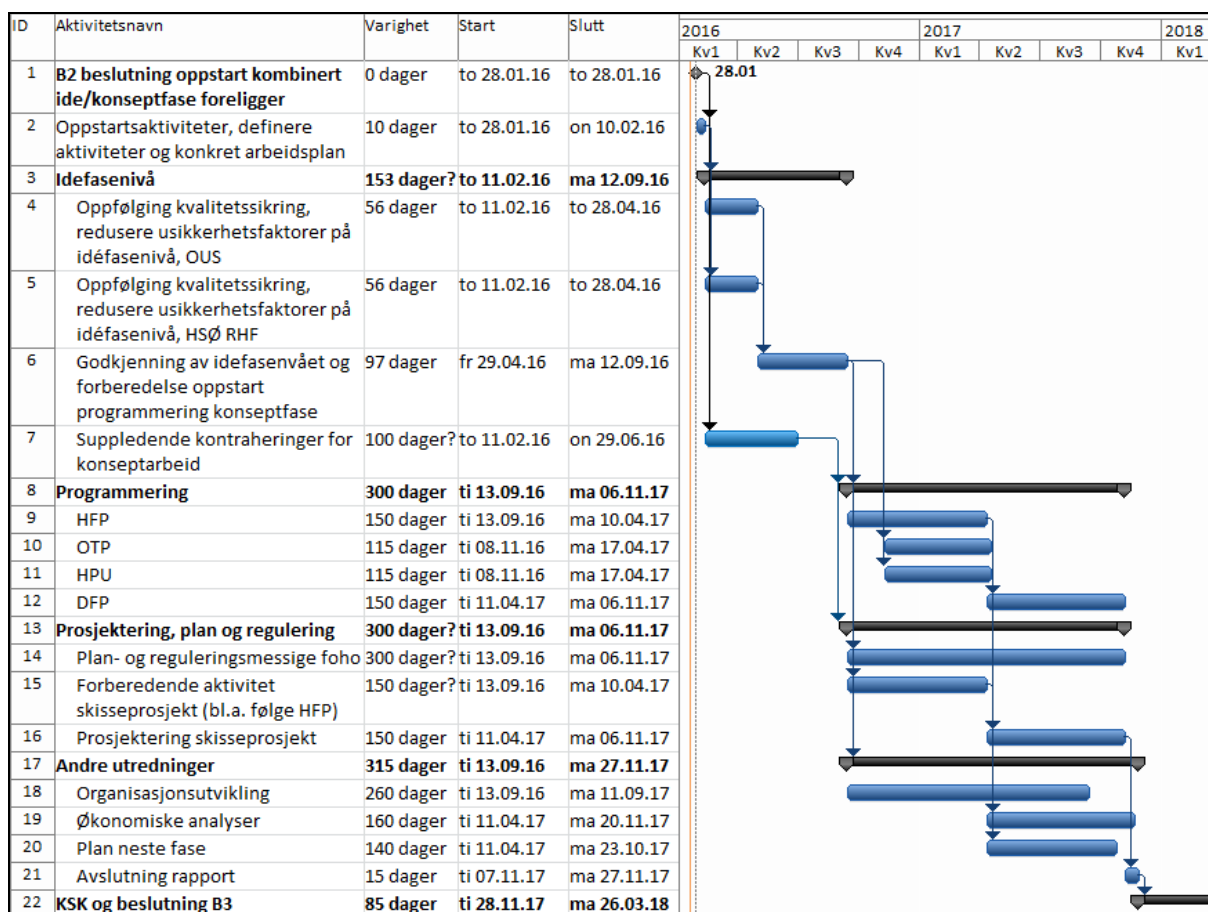 ID Aktivitetsnavn Varighet Start Slutt 2016 2017 2018
Kv1 Kv2 Kv3 Kv4 Kv1 Kv2 Kv3 Kv4 Kv1
1 B2 beslutning oppstart kombinert 0 dager to 28.01.16 to 28.01.16 28.01
ide/konseptfase foreligger
2 Oppstartsaktiviteter, definere 10 dager to 28.01.16 on 10.02.16
aktiviteter og konkret arbeidsplan
3 Idefasenivå 153 dager? to 11.02.16 ma 12.09.16
4 Oppfølging kvalitetssikring, 56 dager to 11.02.16 to 28.04.16
redusere usikkerhetsfaktorer på
idéfasenivå, OUS
5 Oppfølging kvalitetssikring, 56 dager to 11.02.16 to 28.04.16
redusere usikkerhetsfaktorer på
idéfasenivå, HSØ RHF
6 Godkjenning av idefasenvået og 97 dager fr 29.04.16 ma 12.09.16
forberedelse oppstart
programmering konseptfase
7 Suppledende kontraheringer for 100 dager? to 11.02.16 on 29.06.16
konseptarbeid
8 Programmering 300 dager ti 13.09.16 ma 06.11.17
9 HFP 150 dager ti 13.09.16 ma 10.04.17
10 OTP 115 dager ti 08.11.16 ma 17.04.17
11 HPU 115 dager ti 08.11.16 ma 17.04.17
12 DFP 150 dager ti 11.04.17 ma 06.11.17
13 Prosjektering, plan og regulering 300 dager? ti 13.09.16 ma 06.11.17
14 Plan- og reguleringsmessige foho 300 dager? ti 13.09.16 ma 06.11.17
15 Forberedende aktivitet 150 dager? ti 13.09.16 ma 10.04.17
skisseprosjekt (bl.a. følge HFP)
16 Prosjektering skisseprosjekt 150 dager ti 11.04.17 ma 06.11.17
17 Andre utredninger 315 dager ti 13.09.16 ma 27.11.17
18 Organisasjonsutvikling 260 dager ti 13.09.16 ma 11.09.17
19 Økonomiske analyser 160 dager ti 11.04.17 ma 20.11.17
20 Plan neste fase 140 dager ti 11.04.17 ma 23.10.17
21 Avslutning rapport 15 dager ti 07.11.17 ma 27.11.17
22 KSK og beslutning B3 85 dager ti 28.11.17 ma 26.03.18